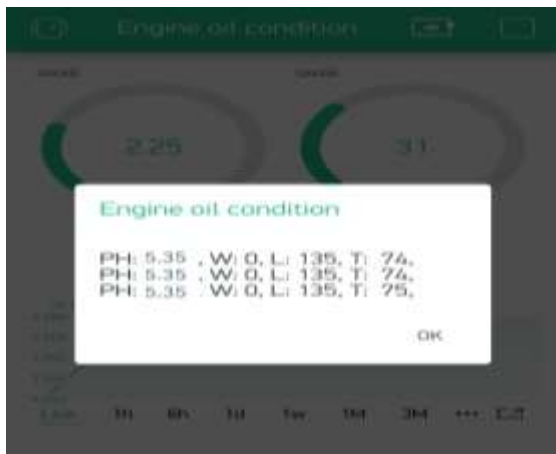 Engine oil condition
2.25
31
Engine oil condition
PH: 5.35 , W: 0, L: 135, T: 74,
PH: 5.35 , W: 0, L: 135, T: 74,
PH: 5.35 , W: 0, L: 135, T: 75,
OK
1h 6h 1d 1w 1M 3M •••